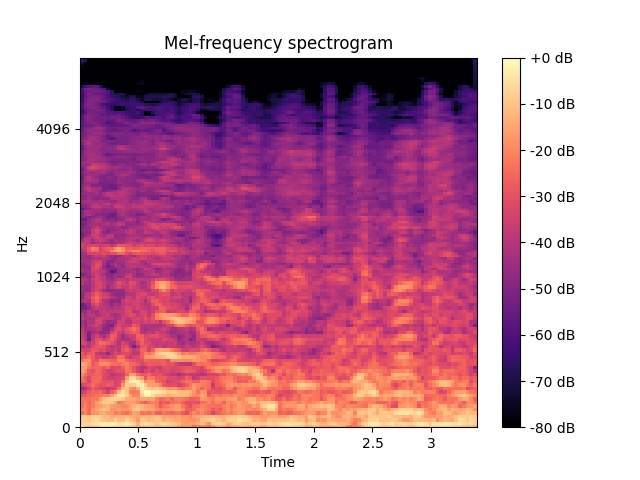 Mel-frequency spectrogram
Hz
4096
2048
1024
512
0
0 0.5 1 1.5 2 2.5 3
Time
+0 dB
-10 dB
-20 dB
-30 dB
-40 dB
-50 dB
-60 dB
-70 dB
-80 dB